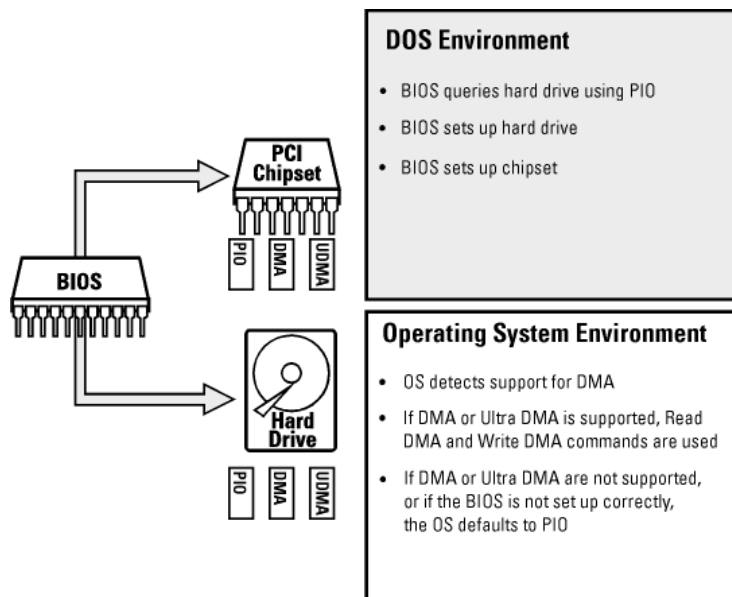 DOS Environment
• BIOS queries hard drive using PIO
• BIOS sets up hard drive
• BIOS sets up chipset
PCI
Chipset
PIO
DMA
UDMA
BIOS
Hard
Drive
PIO
DMA
UDMA
Operating System Environment
• OS detects support for DMA
• If DMA or Ultra DMA is supported, Read
DMA and Write DMA commands are used
• If DMA or Ultra DMA are not supported,
or if the BIOS is not set up correctly,
the OS defaults to PIO